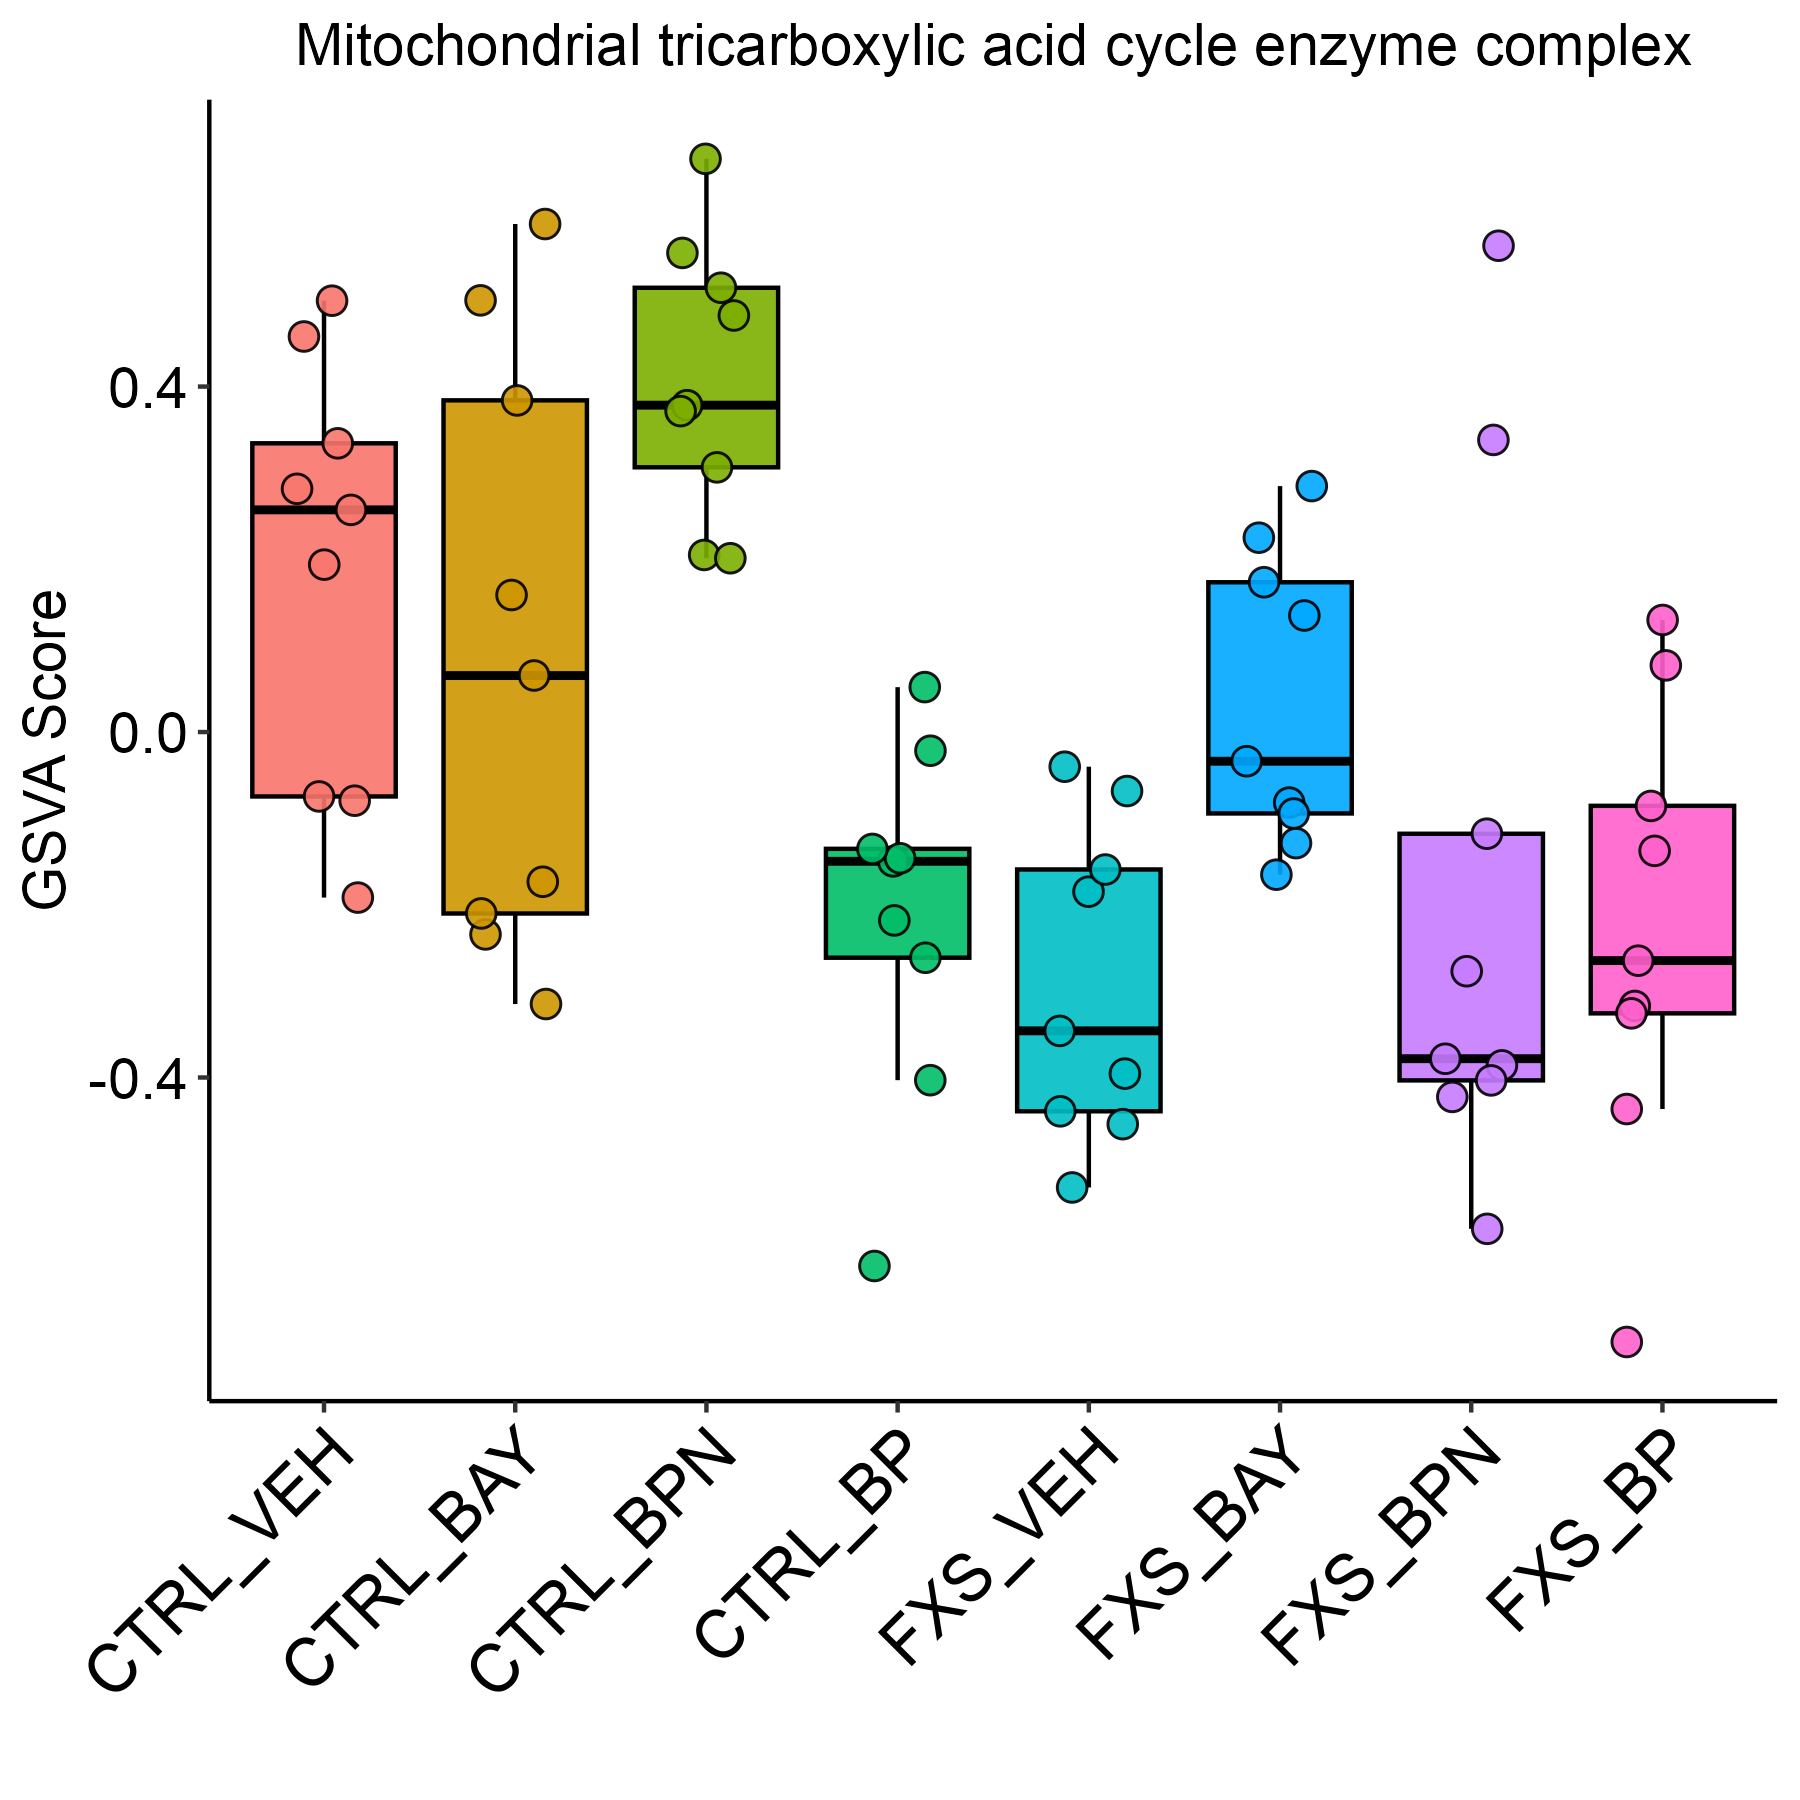 Mitochondrial tricarboxylic acid cycle enzyme complex
GSVA Score
0.4
0.0
-0.4
CTRL_VEH
CTRL_BAY
CTRL_BPN
CTRL_BP
FXS_VEH
FXS_BAY
FXS_BPN
FXS_BP